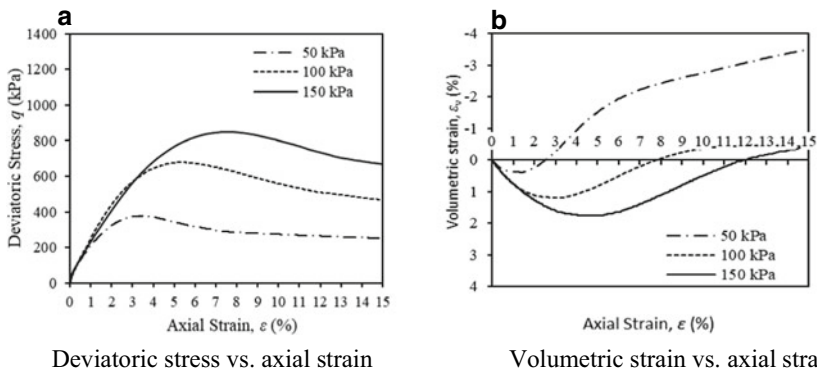 a
1400
1200
1000
800
600
400
200
0
Deviatoric Stress, q (kPa)
50 kPa
100 kPa
150 kPa
0 1 2 3 4 5 6 7 8 9 10 11 12 13 14 15
Axial Strain, ε (%)
Deviatoric stress vs. axial strain
b
-4
-3
-2
-1
0
1
2
3
4
Volumetric strain, εv (%)
0 1 2 3 4 5 6 7 8 9 10 11 12 13 14 15
50 kPa
100 kPa
150 kPa
Axial Strain, ε (%)
Volumetric strain vs. axial stra